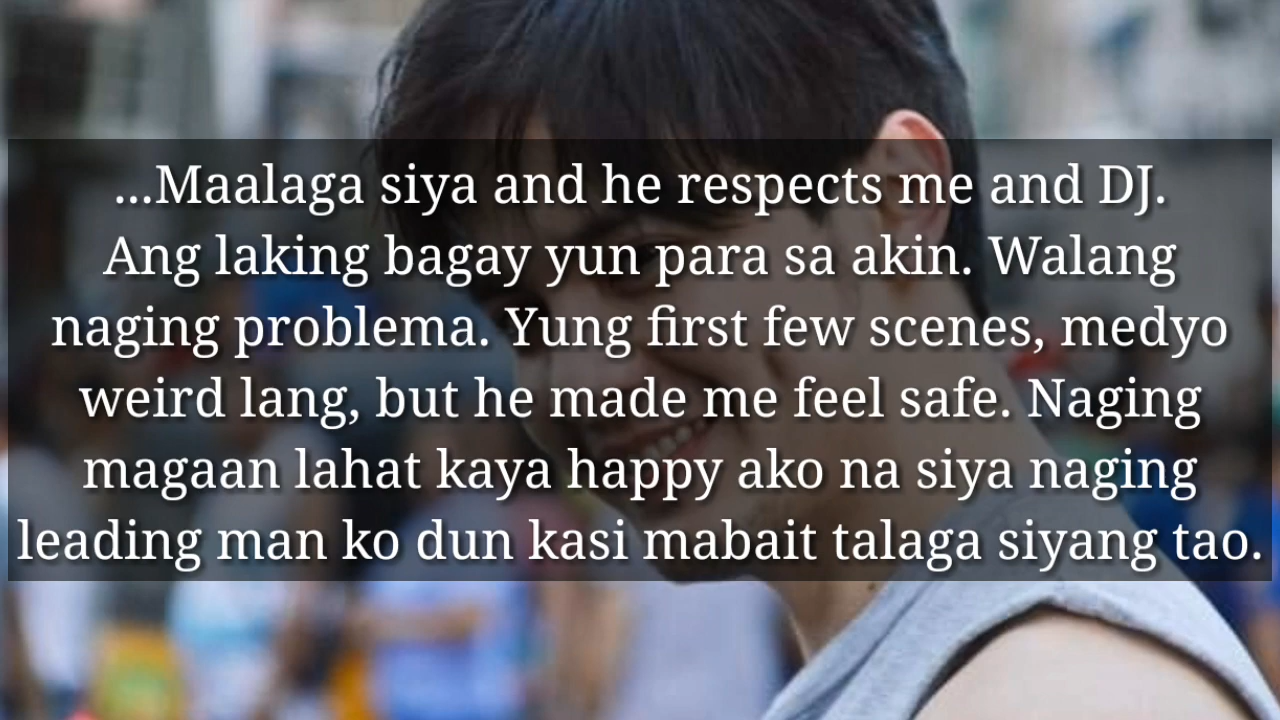 ...Maalaga siya and he respects me and DJ.
Ang laking bagay yun para sa akin. Walang
naging problema. Yung first few scenes, medyo
weird lang, but he made me feel safe. Naging
magaan lahat kaya happy ako na siya naging
leading man ko dun kasi mabait talaga siyang tao.